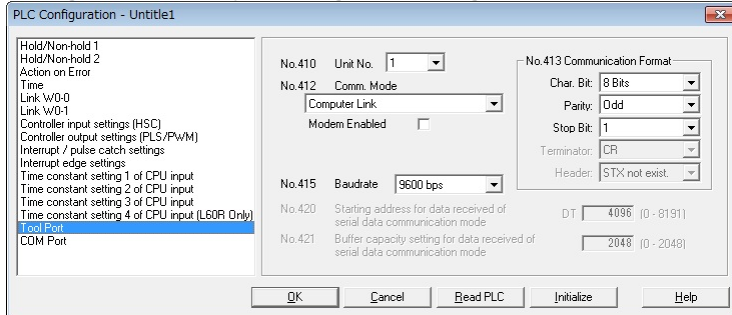 PLC Configuration - Untitle1
Hold/Non-hold 1
Hold/Non-hold 2
Action on Error
Time
Link W0-0
Link W0-1
Controller input settings (HSC)
Controller output settings (PLS/PWM)
Interrupt / pulse catch settings
Interrupt edge settings
Time constant setting 1 of CPU input
Time constant setting 2 of CPU input
Time constant setting 3 of CPU input
Time constant setting 4 of CPU input (L60R Only)
Tool Port
COM Port
No.410 Unit No. 1
No.412 Comm. Mode
Computer Link
Modem Enabled
No.413 Communication Format
Char. Bit: 8 Bits
Parity: Odd
Stop Bit: 1
Terminator: CR
Header: STX not exist.
No.415 Baudrate 9600 bps
No.420 Starting address for data received of
serial data communication mode
DT 4096 (0 - 8191)
No.421 Buffer capacity setting for data received of
serial data communication mode
2048 (0 - 2048)
OK Cancel Read PLC Initialize Help